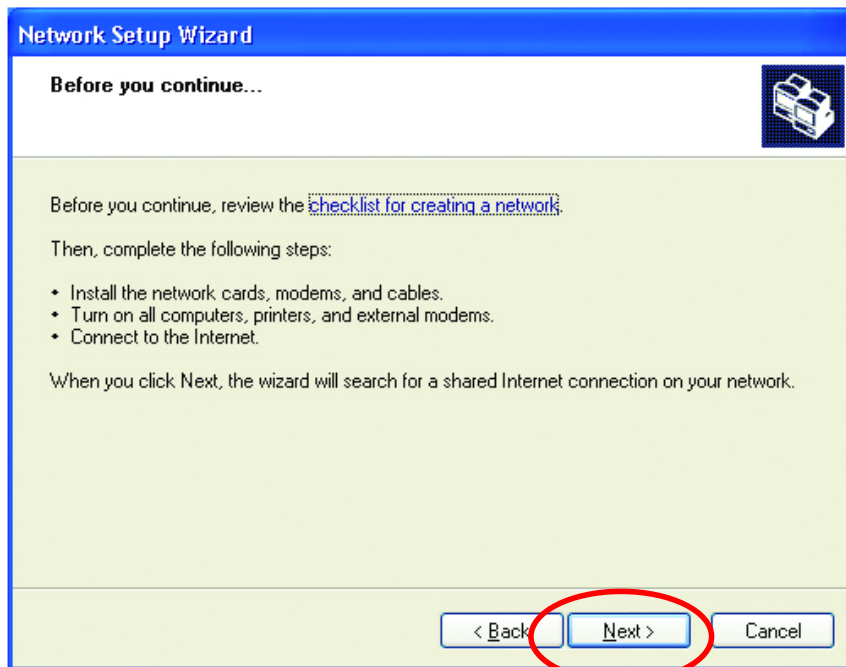 Network Setup Wizard
Before you continue...
Before you continue, review the checklist for creating a network.
Then, complete the following steps:
• Install the network cards, modems, and cables.
• Turn on all computers, printers, and external modems.
• Connect to the Internet.
When you click Next, the wizard will search for a shared Internet connection on your network.
< Back Next > Cancel